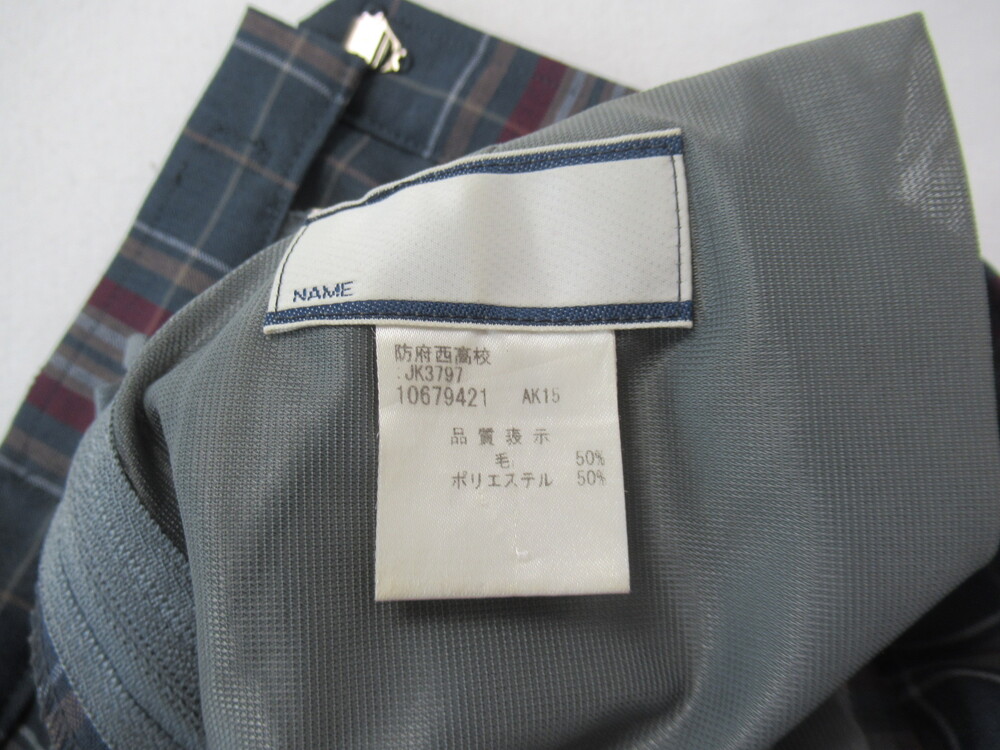 NAME
防府西高校
.JK3797
10679421 AK15
品質表示
毛 50%
ポリエステル 50%